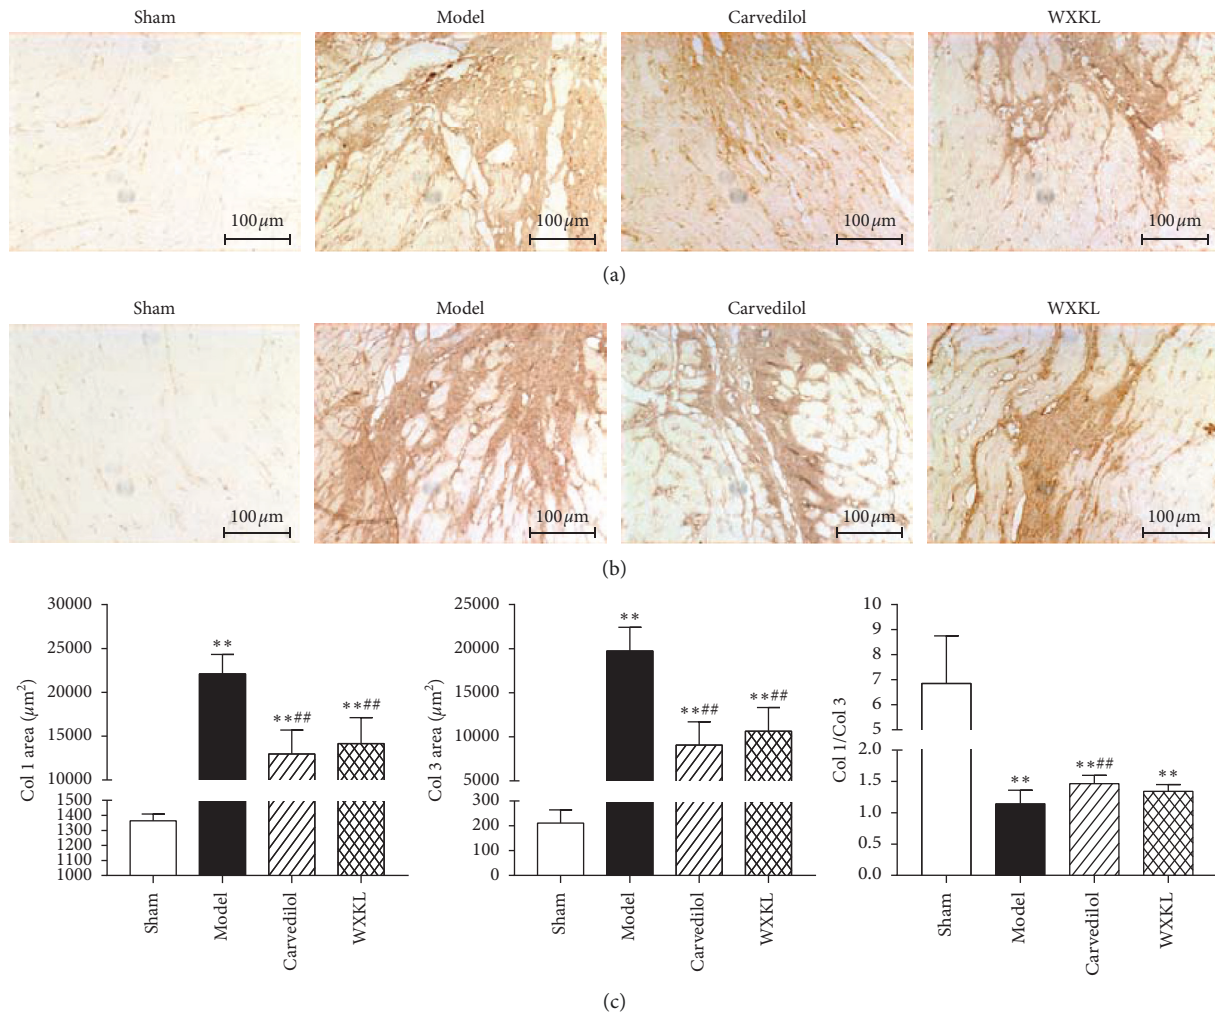 Sham Model Carvedilol WXKL
100 μm 100 μm 100 μm 100 μm
(a)
Sham Model Carvedilol WXKL
100 μm 100 μm 100 μm 100 μm
(b)
Col 1 area (μm²)
30000
25000
20000
15000
10000
1500
1400
1300
1200
1100
1000
**
**##
**##
Sham
Model
Carvedilol
WXKL
Col 3 area (μm²)
25000
20000
15000
10000
5000
300
200
100
0
**
**##
**##
Sham
Model
Carvedilol
WXKL
Col 1/Col 3
10
9
8
7
6
5
2.0
1.5
1.0
0.5
0.0
**
**##
**
Sham
Model
Carvedilol
WXKL
(c)